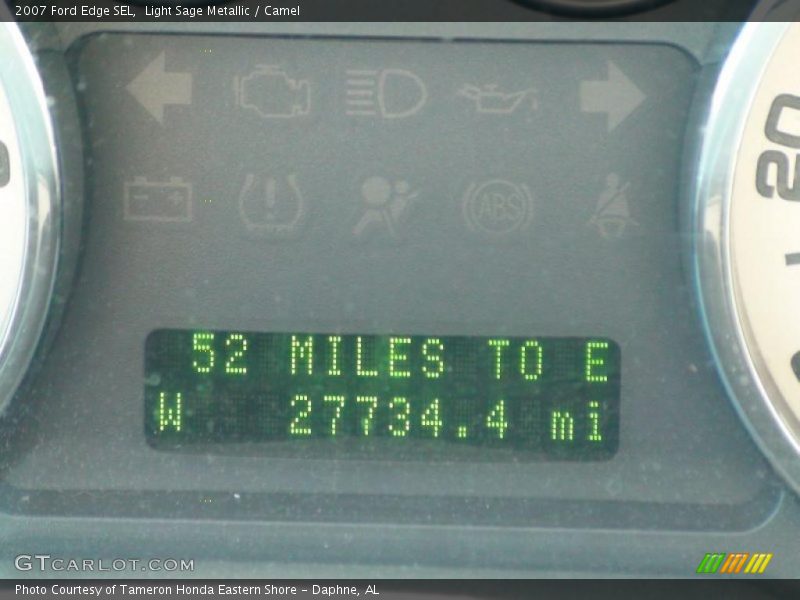 2007 Ford Edge SEL,  Light Sage Metallic / Camel
ABS
20
52 MILES TO E
W 27734.4 mi
GTCARLOT.COM
Photo Courtesy of Tameron Honda Eastern Shore - Daphne, AL